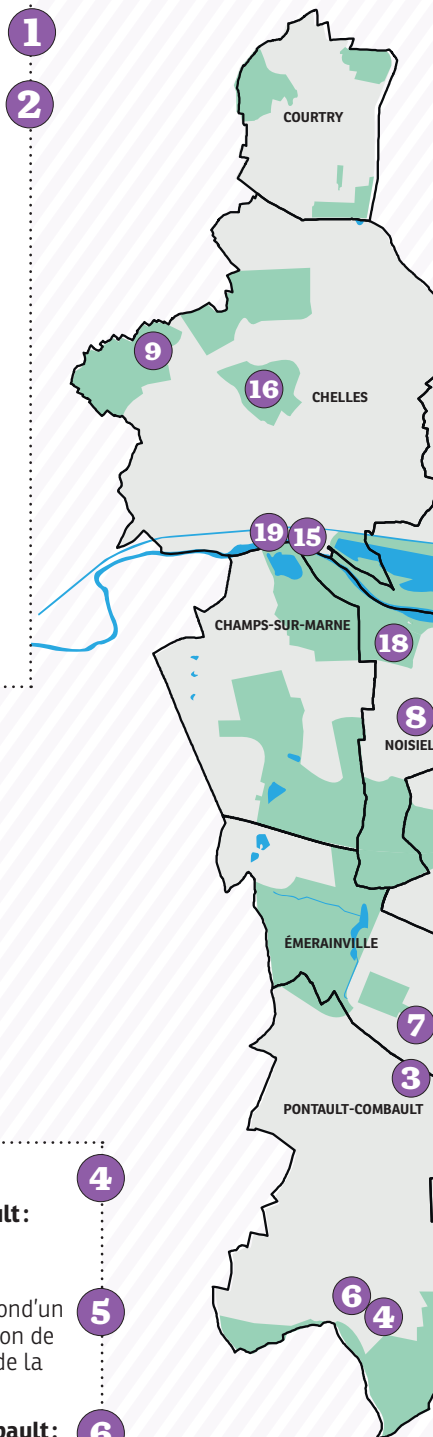 1
2
COURTRY
9
16
CHELLES
19
15
CHAMPS-SUR-MARNE
18
8
NOISIEL
ÉMERAINVILLE
7
3
PONTAULT-COMBAULT
6
4
4
ult :
ond'un
5
on de
de la
bault :
6